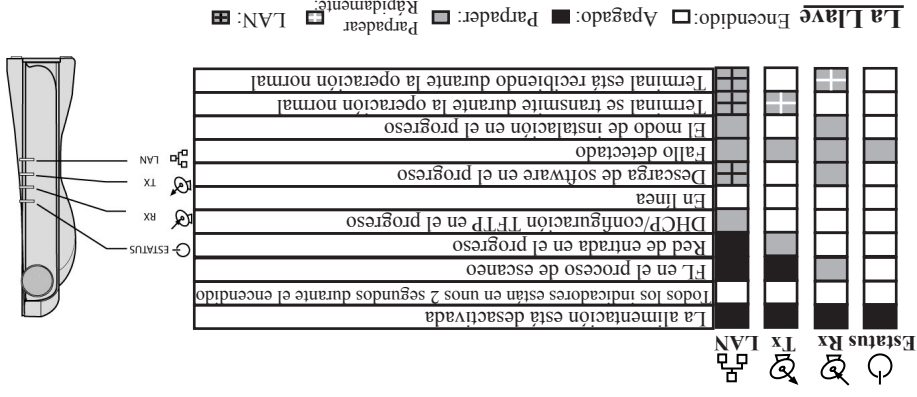 Estatus Rx Tx LAN
La alimentación está desactivada
Todos los indicadores están en unos 2 segundos durante el encendido
FL en el proceso de escaneo
Red de entrada en el progreso
DHCP/configuración TFTP en el progreso
En línea
Descarga de software en el progreso
Fallo detectado
El modo de instalación en el progreso
Terminal se transmite durante la operación normal
Terminal está recibiendo durante la operación normal
ESTATUS
RX
TX
LAN
La Llave Encendido: Apagado: Parpader: Parpadear Rápidamente: LAN: